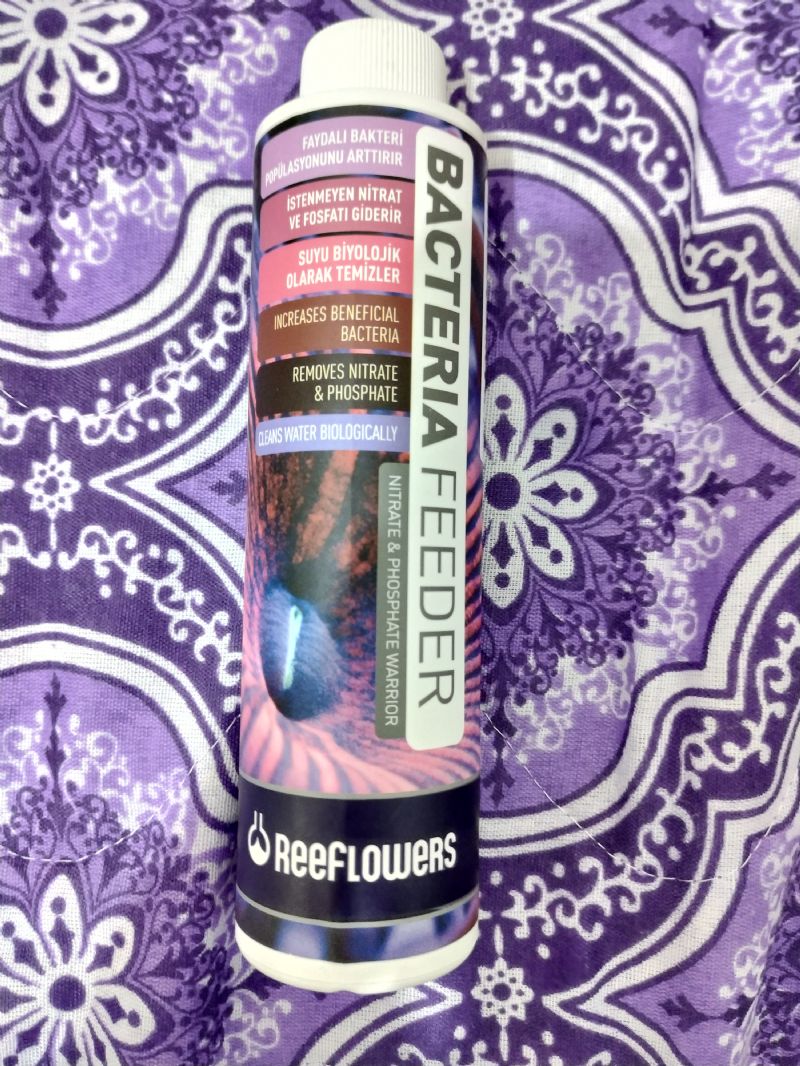 FAYDALI BAKTERİ
POPÜLASYONUNU ARTTIRIR
İSTENMEYEN NİTRAT
VE FOSFATI GİDERİR
SUYU BİYOLOJİK
OLARAK TEMİZLER
INCREASES BENEFICIAL
BACTERIA
REMOVES NITRATE
& PHOSPHATE
CLEANS WATER BIOLOGICALLY
BACTERIA FEEDER
NITRATE & PHOSPHATE WARRIOR
REEFLOWERS